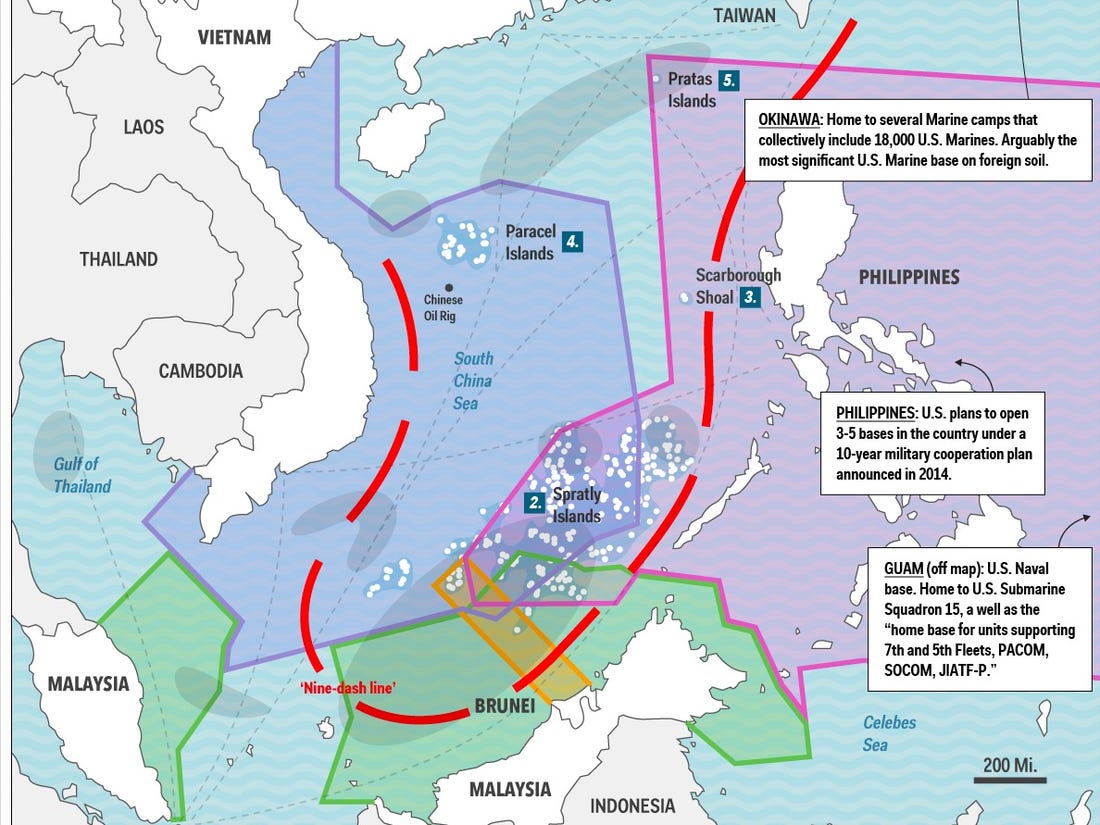 TAIWAN
VIETNAM
Pratas
Islands
5.
LAOS
OKINAWA: Home to several Marine camps that
collectively include 18,000 U.S. Marines. Arguably the
most significant U.S. Marine base on foreign soil.
Paracel
Islands
4.
THAILAND
Scarborough
Shoal
3.
PHILIPPINES
Chinese
Oil Rig
South
China
Sea
CAMBODIA
PHILIPPINES: U.S. plans to open
3-5 bases in the country under a
10-year military cooperation plan
announced in 2014.
Gulf of
Thailand
2.
Spratly
Islands
GUAM (off map): U.S. Naval
base. Home to U.S. Submarine
Squadron 15, a well as the
“home base for units supporting
7th and 5th Fleets, PACOM,
SOCOM, JIATF-P.”
MALAYSIA
‘Nine-dash line’
BRUNEI
Celebes
Sea
200 Mi.
MALAYSIA
INDONESIA